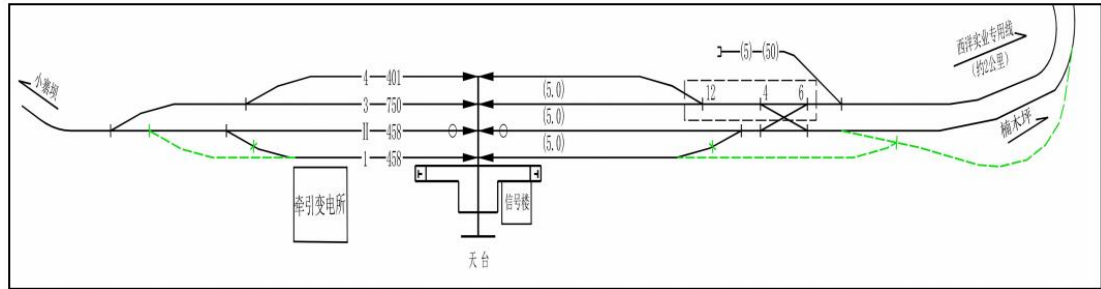 小寨坝
(5)
(50)
西洋实业专用线
(约2公里)
楠木坪
4
401
(5.0)
12
4
6
3
750
(5.0)
II
458
(5.0)
1
458
牵引变电所
信号楼
天台